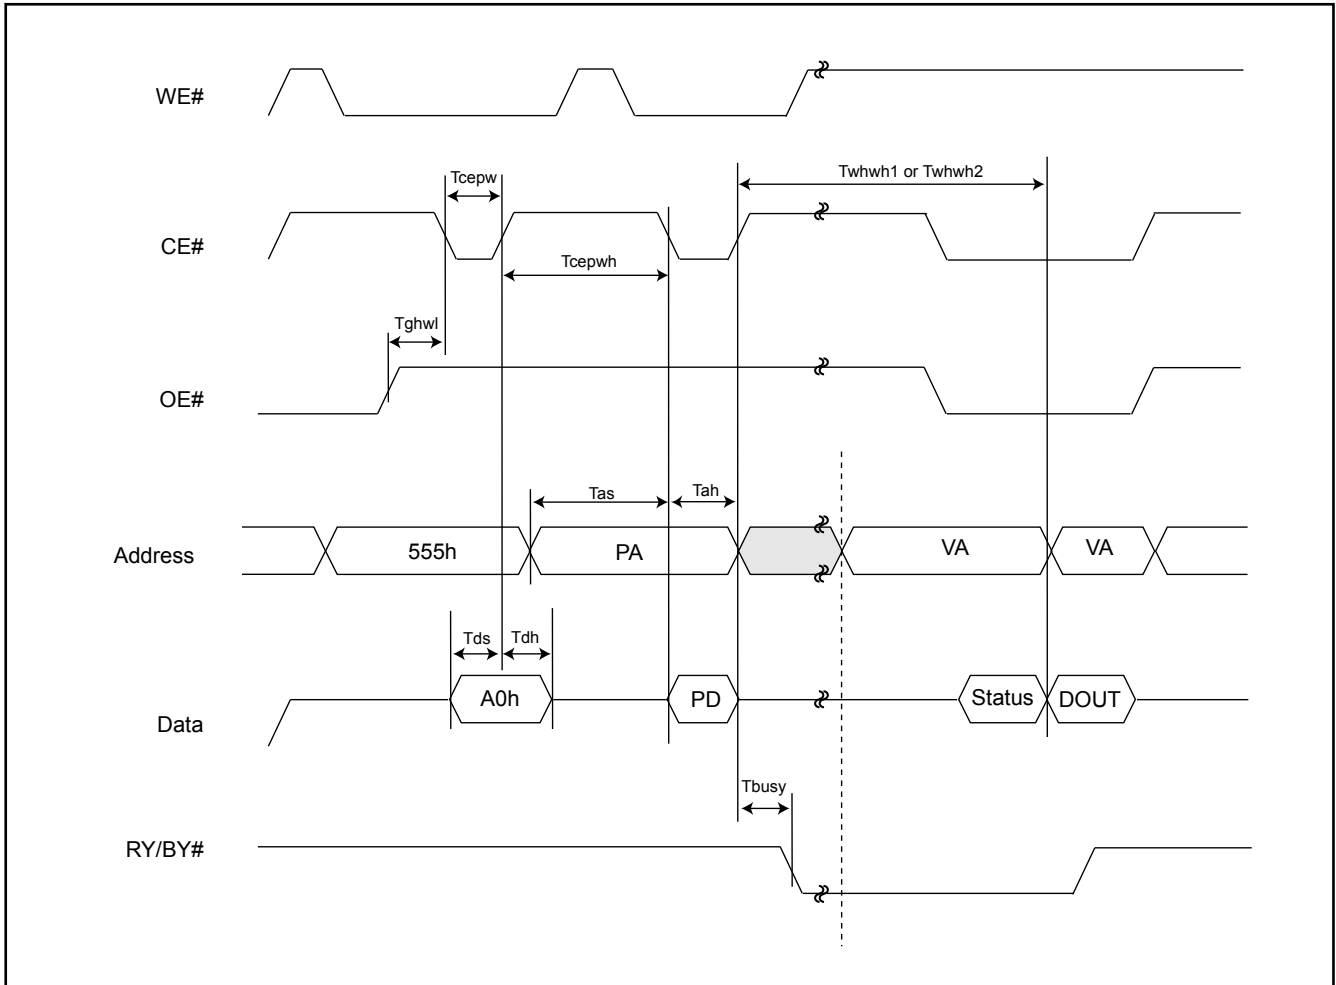 WE#
Twhwh1 or Twhwh2
Tcepw
CE#
Tcepwh
Tghwl
OE#
Tas
Tah
Address
555h
PA
VA
VA
Tds
Tdh
Data
A0h
PD
Status
DOUT
Tbusy
RY/BY#